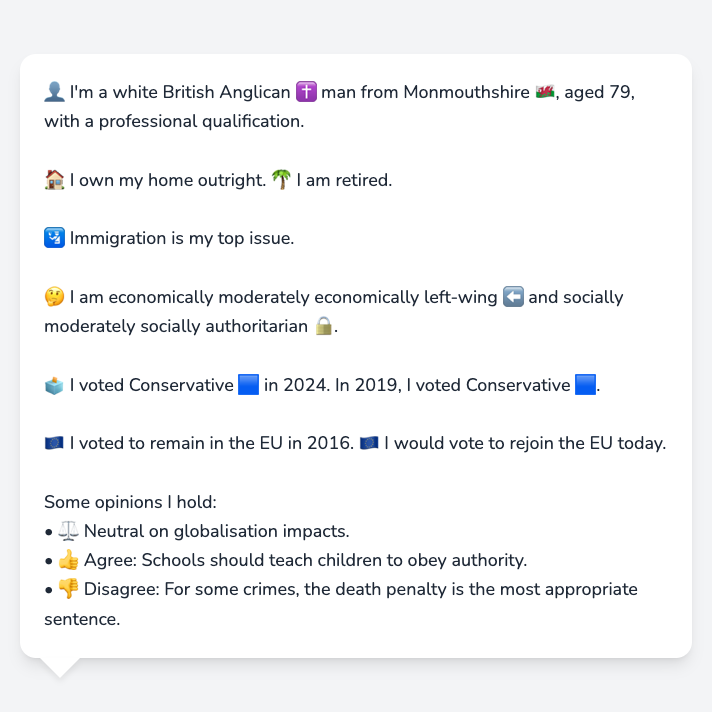 👤 I'm a white British Anglican ✝️ man from Monmouthshire 🏴󠁧󠁢󠁷󠁬󠁳󠁿, aged 79,
with a professional qualification.
🏠 I own my home outright. 🌴 I am retired.
🛂 Immigration is my top issue.
🤔 I am economically moderately economically left-wing ⬅️ and socially
moderately socially authoritarian 🔒.
🗳️ I voted Conservative 🟦 in 2024. In 2019, I voted Conservative 🟦.
🇪🇺 I voted to remain in the EU in 2016. 🇪🇺 I would vote to rejoin the EU today.
Some opinions I hold:
• ⚖️ Neutral on globalisation impacts.
• 👍 Agree: Schools should teach children to obey authority.
• 👎 Disagree: For some crimes, the death penalty is the most appropriate
sentence.